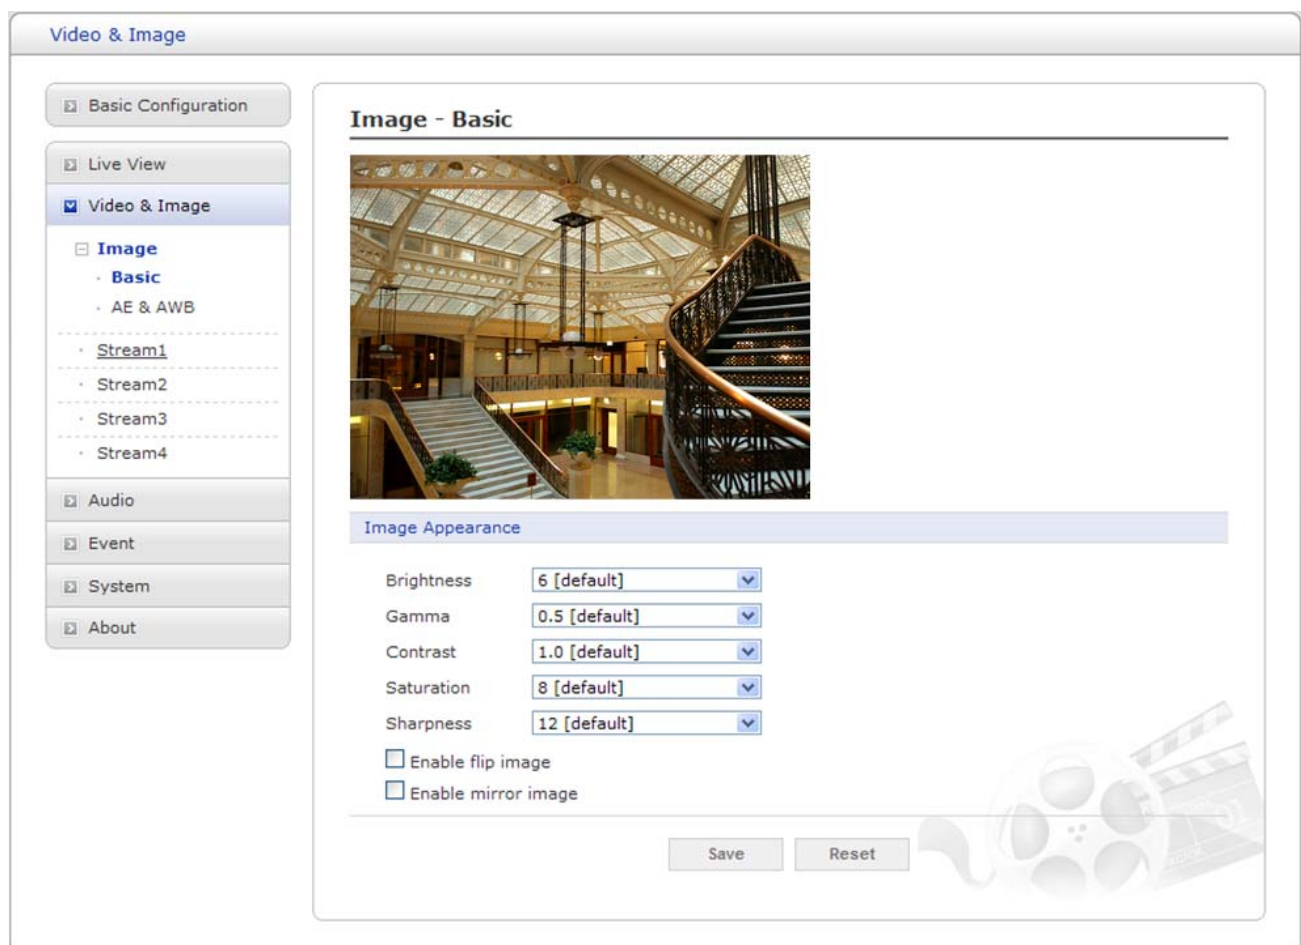 Video & Image
Basic Configuration
Live View
Video & Image
Image
Basic
AE & AWB
Stream1
Stream2
Stream3
Stream4
Audio
Event
System
About
Image - Basic
Image Appearance
Brightness 6 [default]
Gamma 0.5 [default]
Contrast 1.0 [default]
Saturation 8 [default]
Sharpness 12 [default]
Enable flip image
Enable mirror image
Save Reset
01